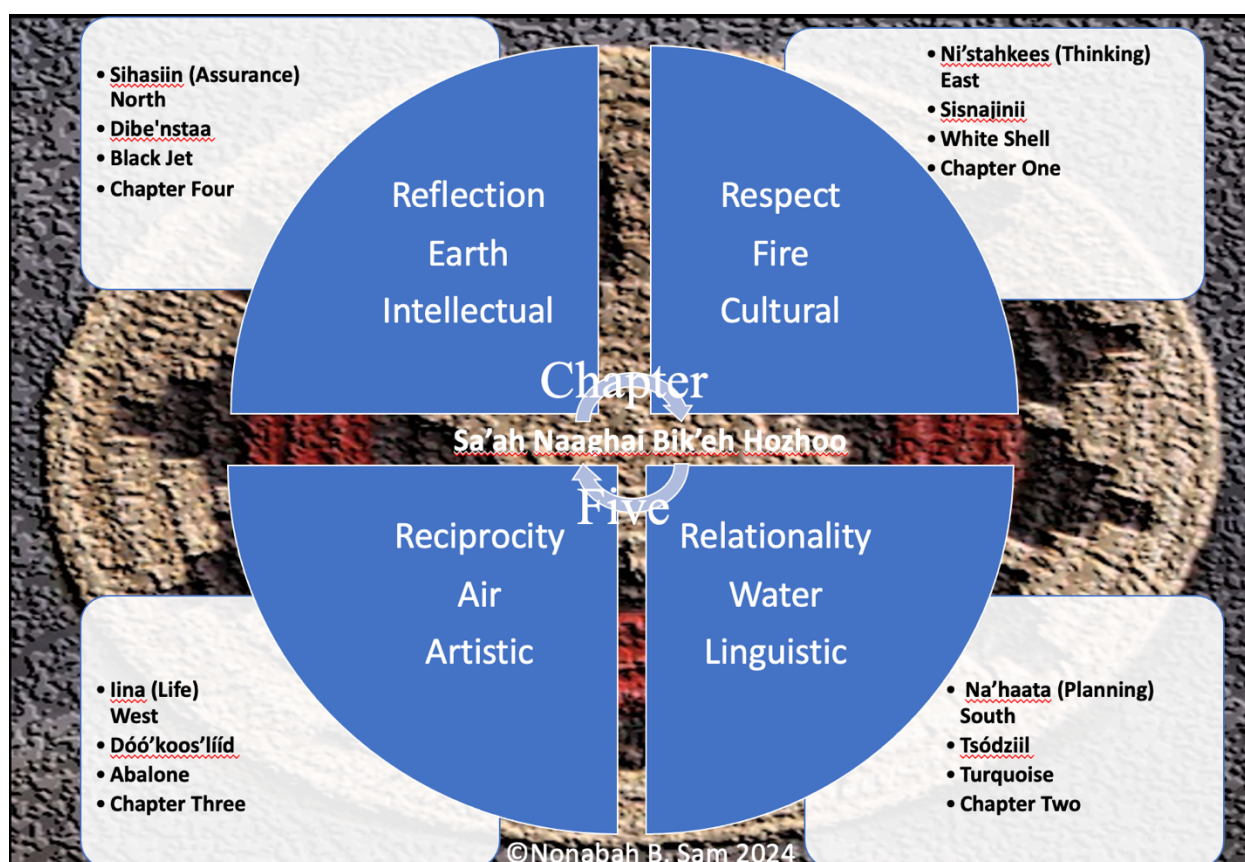 • Sihasiin (Assurance)
North
• Dibe'nstaa
• Black Jet
• Chapter Four
• Ni’stahkees (Thinking)
East
• Sisnajinii
• White Shell
• Chapter One
Reflection
Earth
Intellectual
Respect
Fire
Cultural
Chapter
Sa’ah Naaghai Bik’eh Hozhoo
Five
Reciprocity
Air
Artistic
Relationality
Water
Linguistic
• Iina (Life)
West
• Dóó’koos’lííd
• Abalone
• Chapter Three
• Na’haata (Planning)
South
• Tsódziil
• Turquoise
• Chapter Two
©Nonabah B. Sam 2024